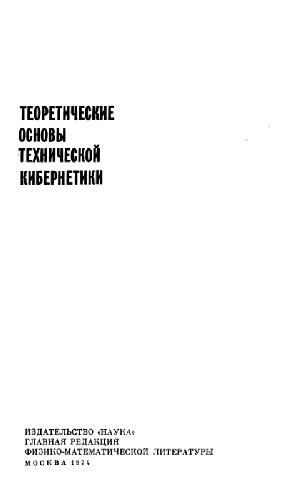 ТЕОРЕТИЧЕСКИЕ
ОСНОВЫ
ТЕХНИЧЕСКОЙ
КИБЕРНЕТИКИ
ИЗДАТЕЛЬСТВО «НАУКА»
ГЛАВНАЯ РЕДАКЦИЯ
ФИЗИКО-МАТЕМАТИЧЕСКОЙ ЛИТЕРАТУРЫ
МОСКВА 1974